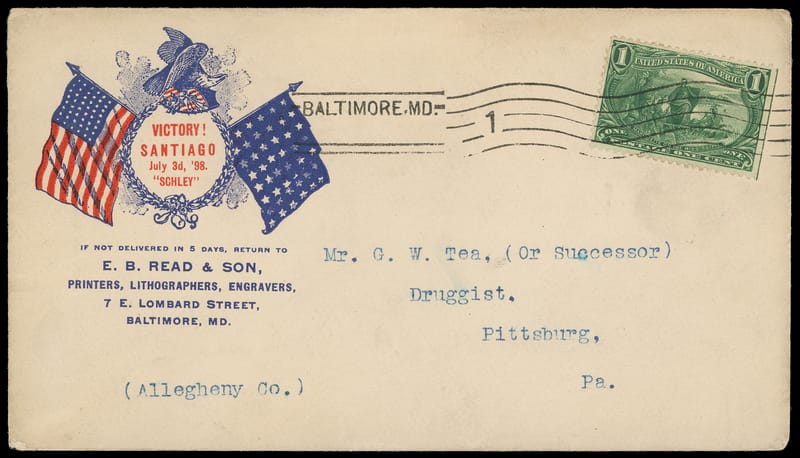 VICTORY!
SANTIAGO
July 3d, '98.
"SCHLEY"
BALTIMORE, MD.
1
1 UNITED STATES OF AMERICA 1
ONE
IF NOT DELIVERED IN 5 DAYS, RETURN TO
E. B. READ & SON,
PRINTERS, LITHOGRAPHERS, ENGRAVERS,
7 E. LOMBARD STREET,
BALTIMORE, MD.
Mr. G. W. Tea, (Or Successor)
Druggist,
Pittsburg,
(Allegheny Co.) Pa.